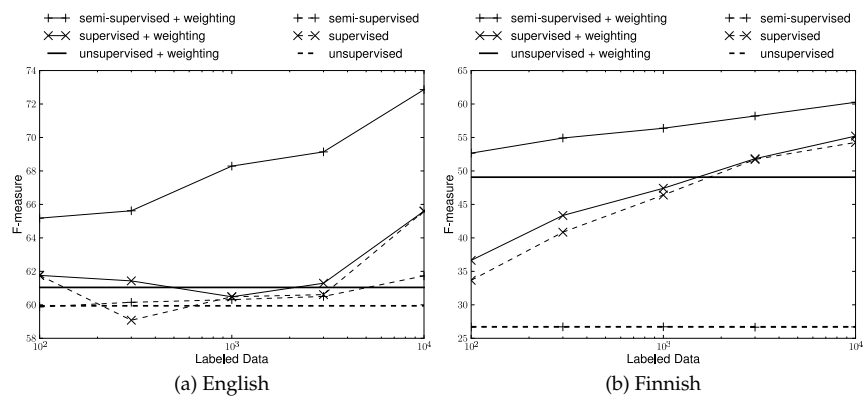 semi-supervised + weighting semi-supervised
supervised + weighting supervised
unsupervised + weighting unsupervised
74
72
70
68
66
64
62
60
58
10² 10³ 10⁴
F-measure
Labeled Data
(a) English
semi-supervised + weighting semi-supervised
supervised + weighting supervised
unsupervised + weighting unsupervised
65
60
55
50
45
40
35
30
25
10² 10³ 10⁴
F-measure
Labeled Data
(b) Finnish